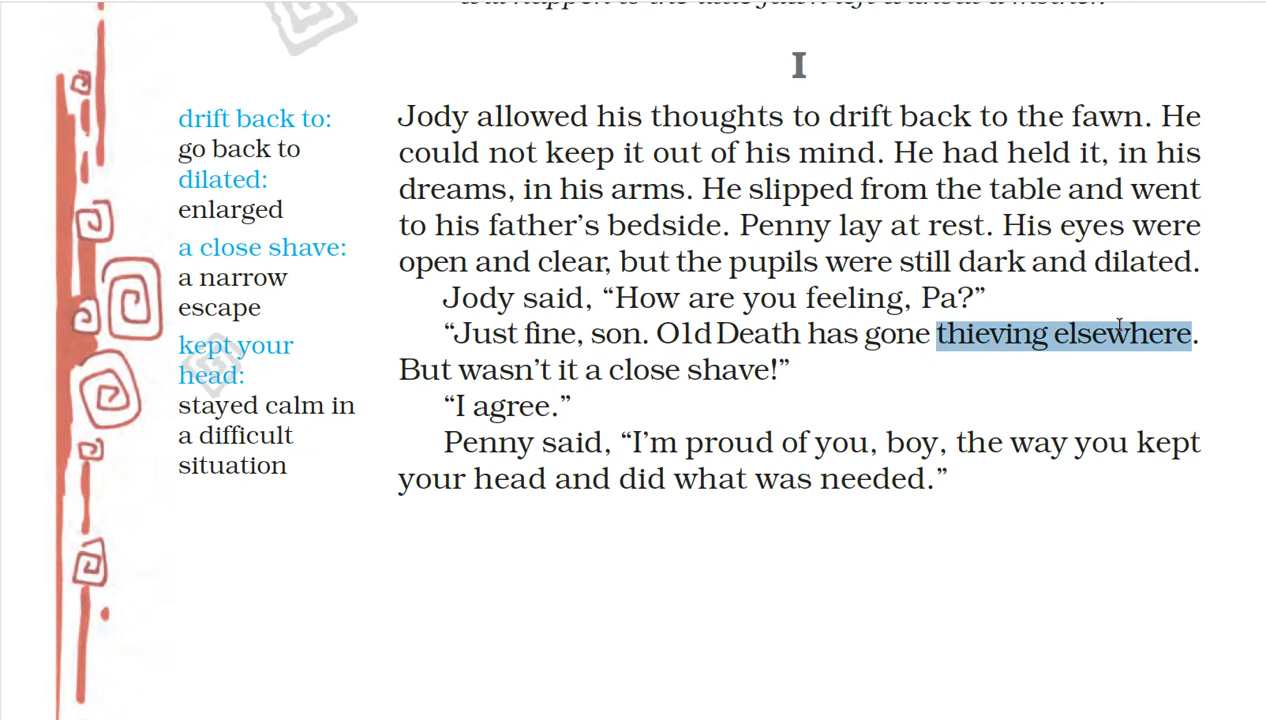 I
drift back to:
go back to
dilated:
enlarged
a close shave:
a narrow
escape
kept your
head:
stayed calm in
a difficult
situation
Jody allowed his thoughts to drift back to the fawn. He
could not keep it out of his mind. He had held it, in his
dreams, in his arms. He slipped from the table and went
to his father’s bedside. Penny lay at rest. His eyes were
open and clear, but the pupils were still dark and dilated.
Jody said, “How are you feeling, Pa?”
“Just fine, son. Old Death has gone thieving elsewhere.
But wasn’t it a close shave!”
“I agree.”
Penny said, “I’m proud of you, boy, the way you kept
your head and did what was needed.”